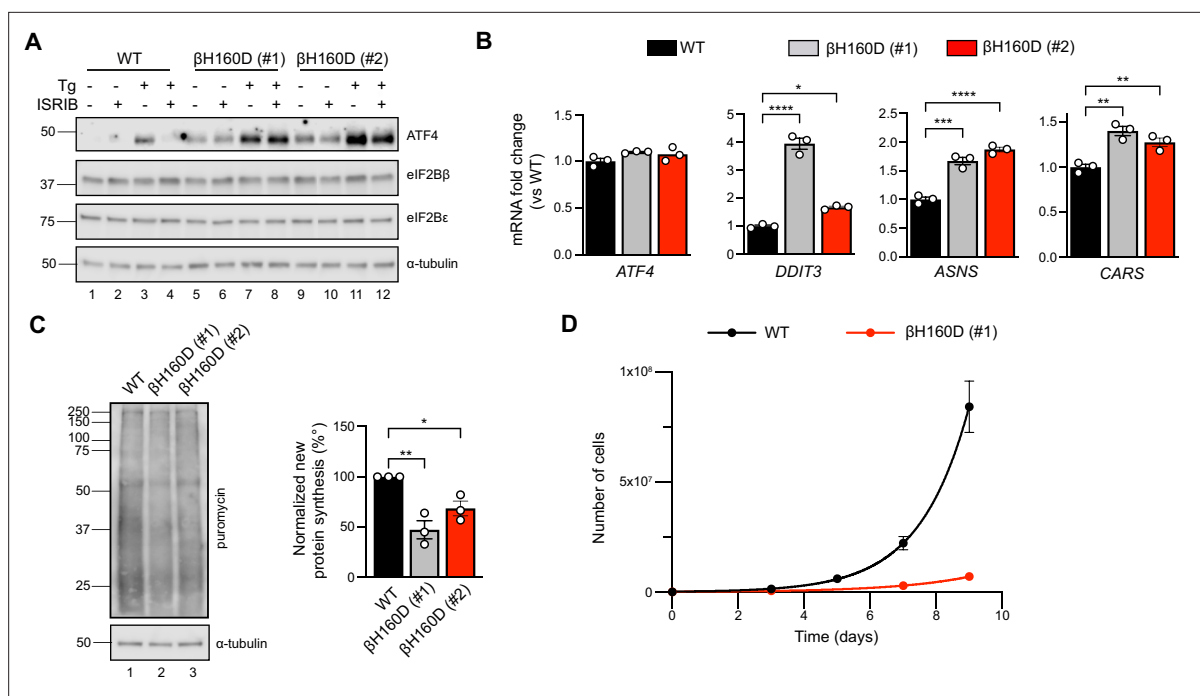 A
WT
βH160D (#1)
βH160D (#2)
Tg - - + + - - + + - - + +
ISRIB - + - + - + - + - + - +
50
ATF4
37
eIF2Bβ
75
eIF2Bε
50
α-tubulin
1 2 3 4 5 6 7 8 9 10 11 12
B
WT
βH160D (#1)
βH160D (#2)
mRNA fold change
(vs WT)
1.5
1.0
0.5
0.0
ATF4
5
4
3
2
1
0
****
*
DDIT3
2.5
2.0
1.5
1.0
0.5
0.0
***
****
ASNS
1.5
1.0
0.5
0.0
**
**
CARS
C
WT
βH160D (#1)
βH160D (#2)
250
150
100
75
50
37
25
puromycin
50
α-tubulin
1 2 3
Normalized new
protein synthesis (%°)
150
100
50
0
**
*
WT
βH160D (#1)
βH160D (#2)
D
WT
βH160D (#1)
Number of cells
1x10⁸
5x10⁷
0
0 2 4 6 8 10
Time (days)